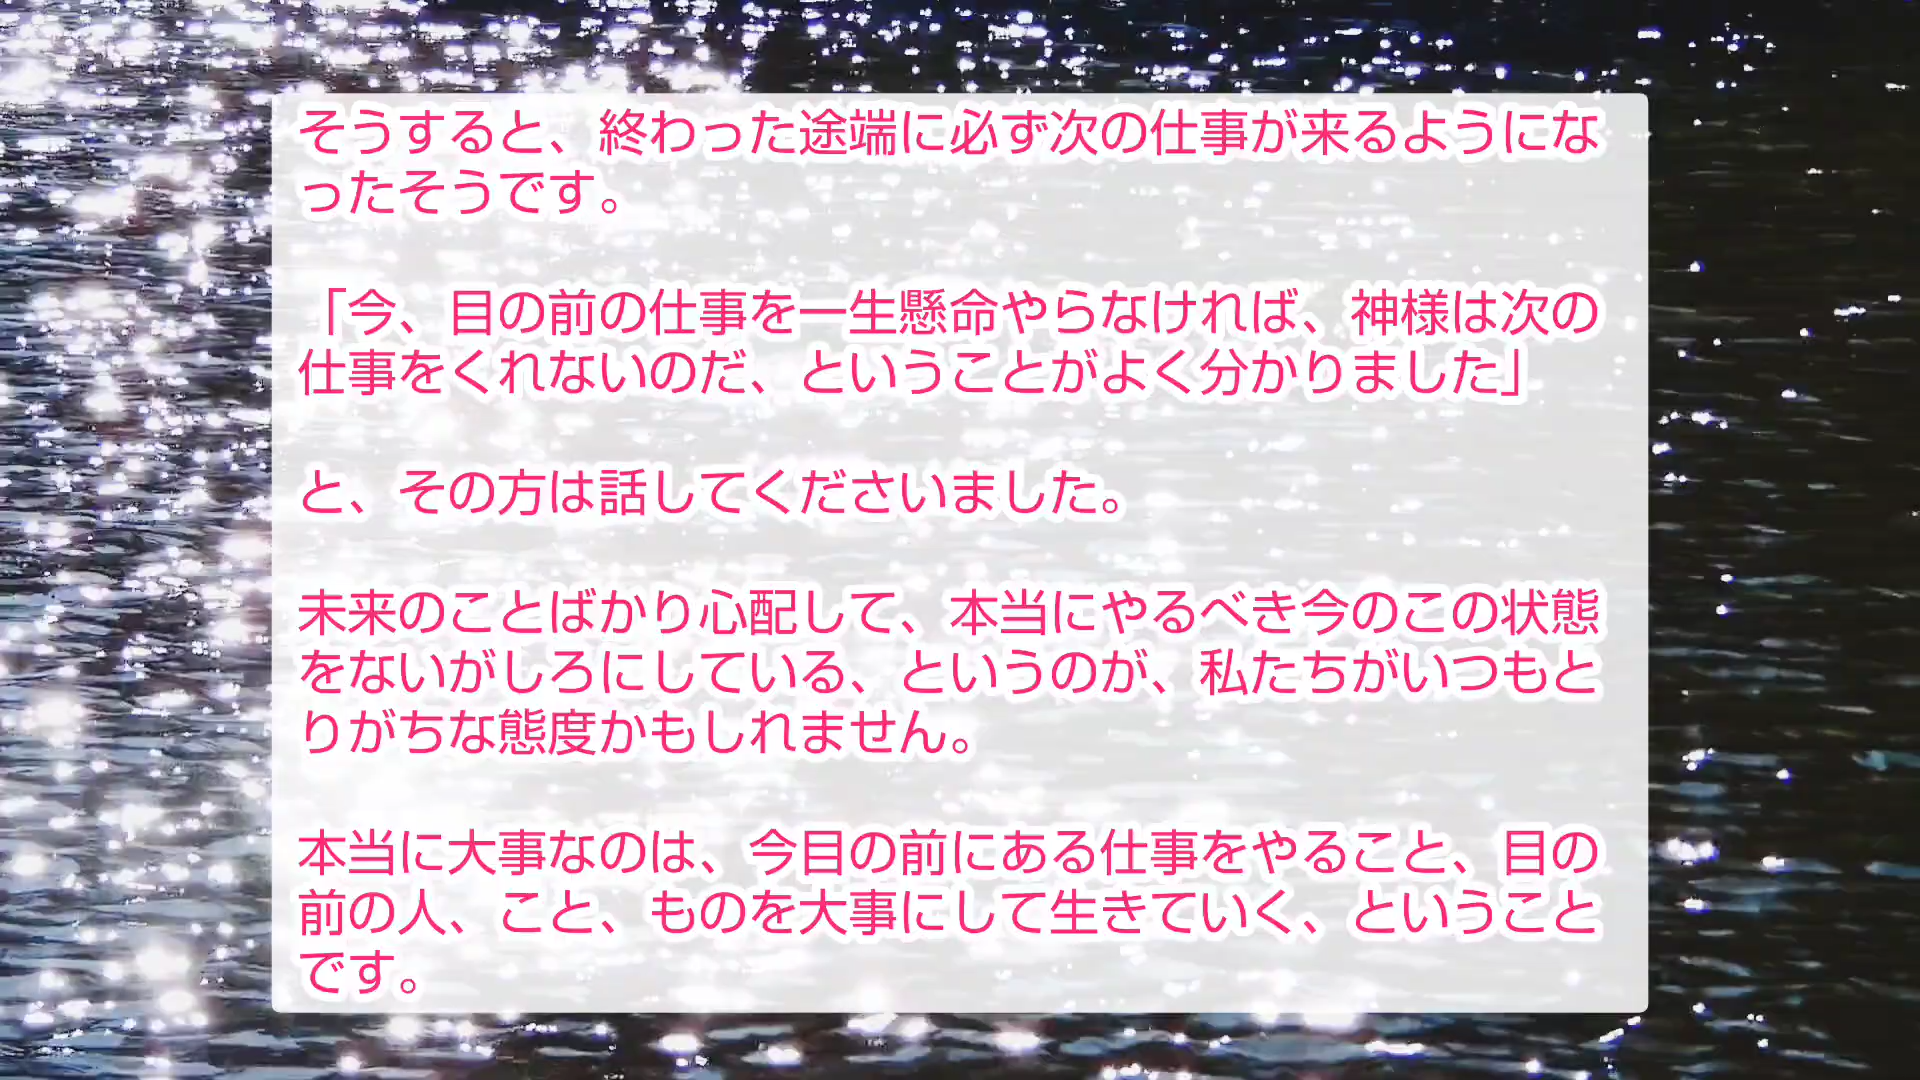 そうすると、終わった途端に必ず次の仕事が来るようにな
ったそうです。
「今、目の前の仕事を一生懸命やらなければ、神様は次の
仕事をくれないのだ、ということがよく分かりました」
と、その方は話してくださいました。
未来のことばかり心配して、本当にやるべき今のこの状態
をないがしろにしている、というのが、私たちがいつもと
りがちな態度かもしれません。
本当に大事なのは、今目の前にある仕事をやること、目の
前の人、こと、ものを大事にして生きていく、ということ
です。